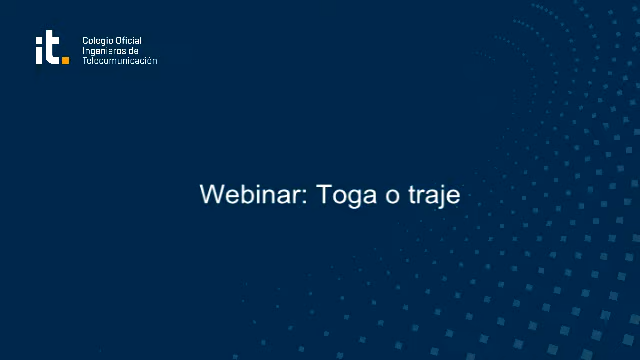 it.
Colegio Oficial
Ingenieros de
Telecomunicación
Webinar: Toga o traje